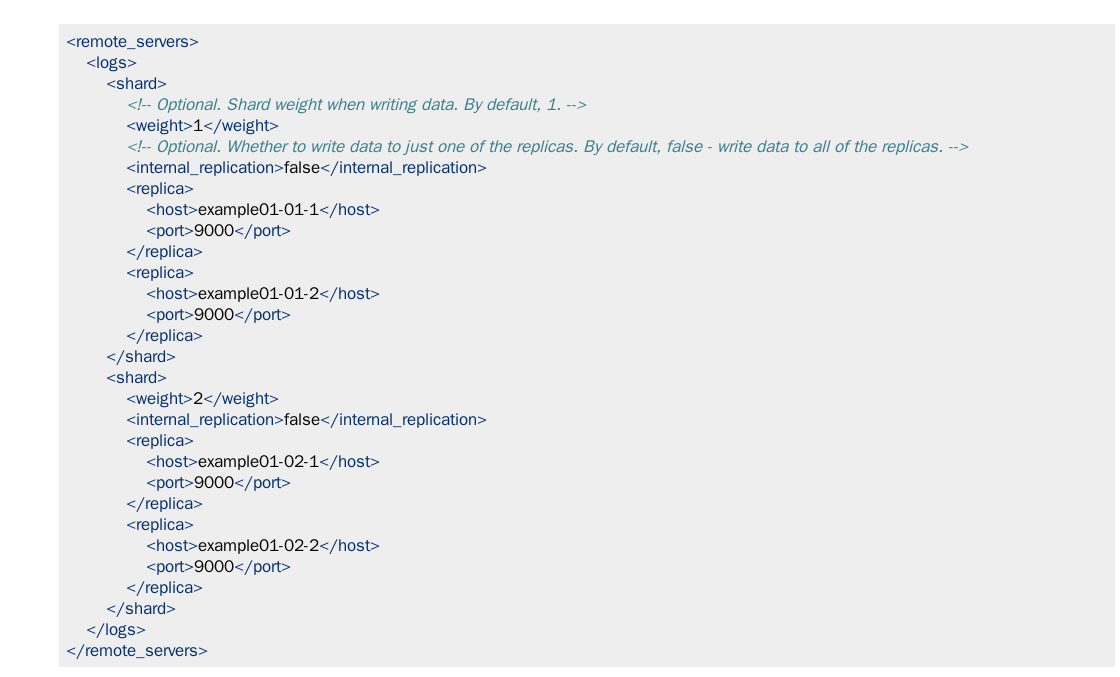 <remote_servers>
<logs>
<shard>
<!-- Optional. Shard weight when writing data. By default, 1. -->
<weight>1</weight>
<!-- Optional. Whether to write data to just one of the replicas. By default, false - write data to all of the replicas. -->
<internal_replication>false</internal_replication>
<replica>
<host>example01-01-1</host>
<port>9000</port>
</replica>
<replica>
<host>example01-01-2</host>
<port>9000</port>
</replica>
</shard>
<shard>
<weight>2</weight>
<internal_replication>false</internal_replication>
<replica>
<host>example01-02-1</host>
<port>9000</port>
</replica>
<replica>
<host>example01-02-2</host>
<port>9000</port>
</replica>
</shard>
</logs>
</remote_servers>